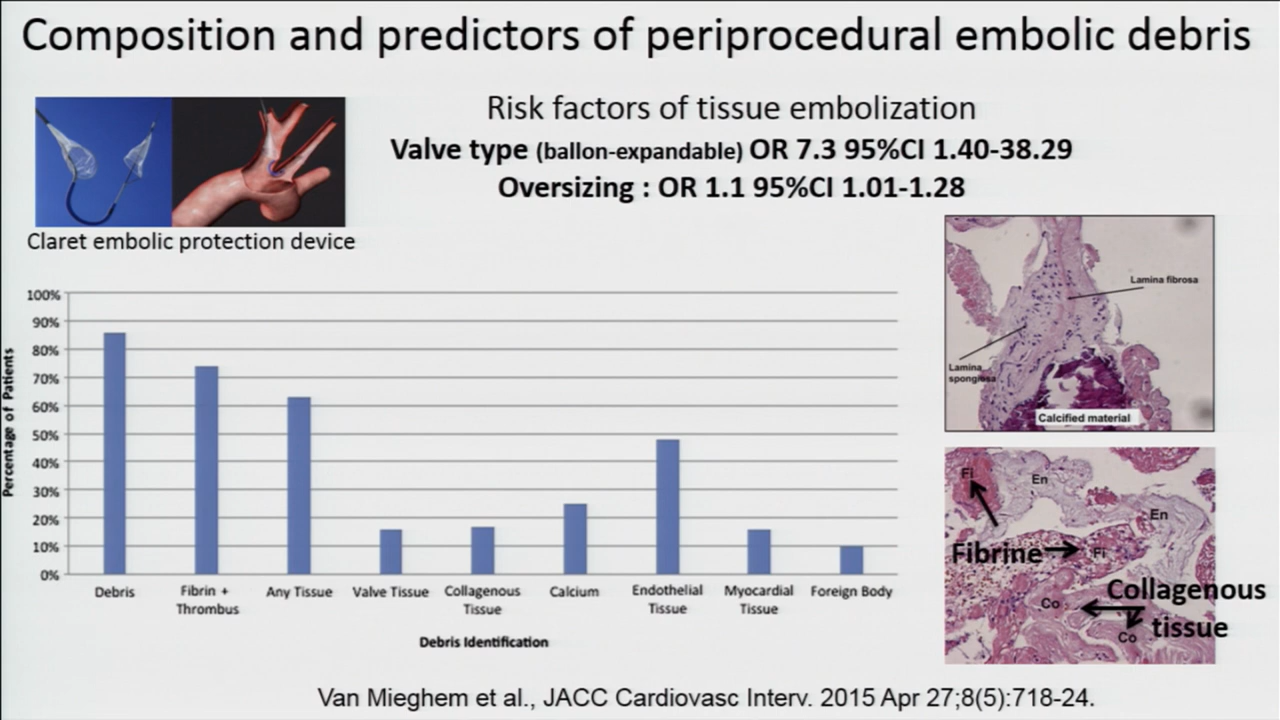 Composition and predictors of periprocedural embolic debris
Risk factors of tissue embolization
Valve type (ballon-expandable) OR 7.3 95%CI 1.40-38.29
Oversizing : OR 1.1 95%CI 1.01-1.28
Claret embolic protection device
Lamina fibrosa
Lamina
spongiosa
Calcified material
100%
90%
80%
70%
60%
50%
40%
30%
20%
10%
0%
Percentage of Patients
Debris
Fibrin +
Thrombus
Any Tissue
Valve Tissue
Collagenous
Tissue
Calcium
Endothelial
Tissue
Myocardial
Tissue
Foreign Body
Debris Identification
Fi
En
En
Fibrine
Fi
Collagenous
tissue
Co
Co
Van Mieghem et al., JACC Cardiovasc Interv. 2015 Apr 27;8(5):718-24.